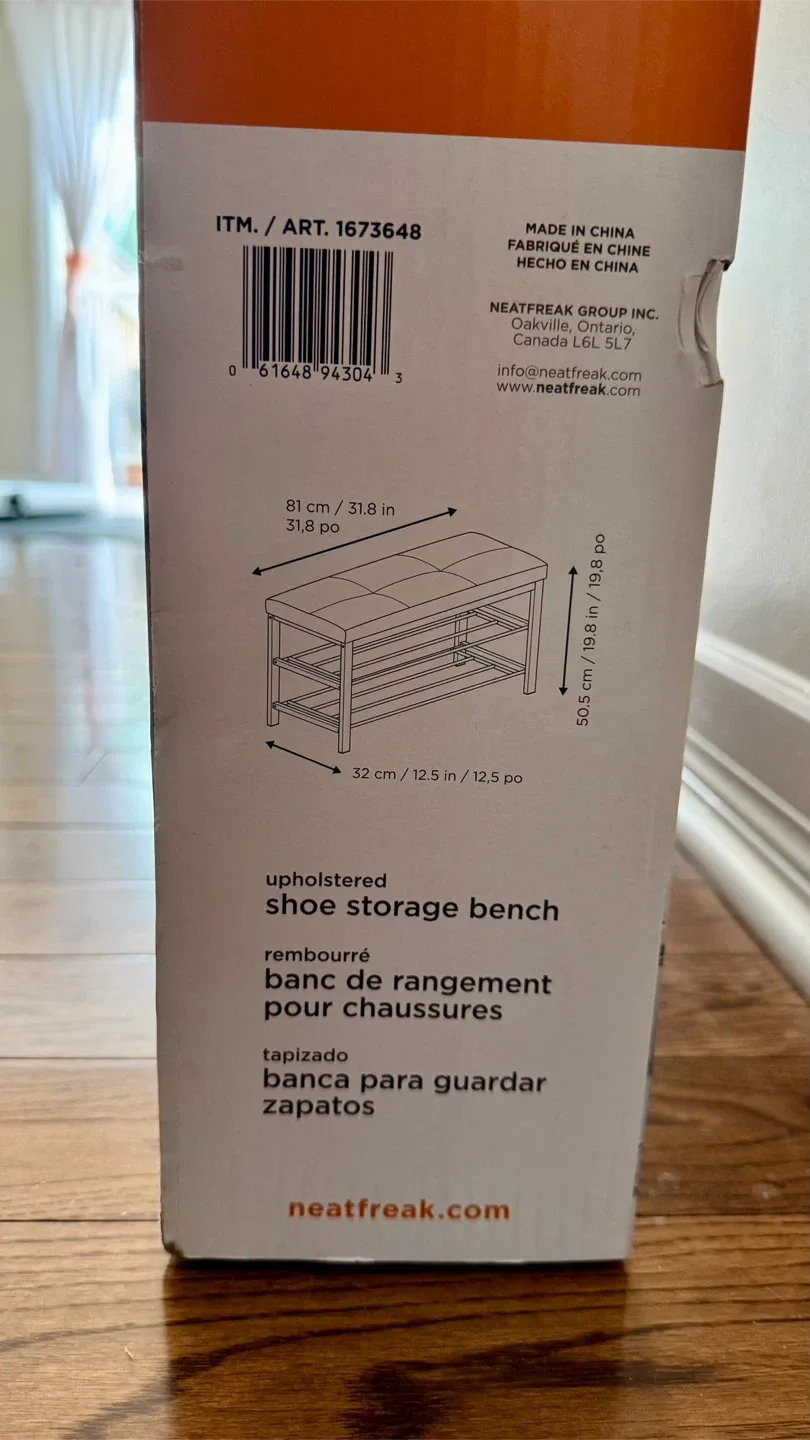 ITM. / ART. 1673648
0 61648 94304 3
MADE IN CHINA
FABRIQUÉ EN CHINE
HECHO EN CHINA
NEATFREAK GROUP INC.
Oakville, Ontario,
Canada L6L 5L7
info@neatfreak.com
www.neatfreak.com
81 cm / 31.8 in
31,8 po
50.5 cm / 19.8 in / 19,8 po
32 cm / 12.5 in / 12,5 po
upholstered
shoe storage bench
rembourré
banc de rangement
pour chaussures
tapizado
banca para guardar
zapatos
neatfreak.com